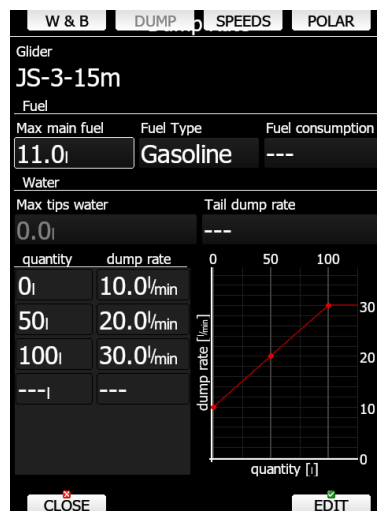 W & B DUMP SPEEDS POLAR
Dump Rate
Glider
JS-3-15m
Fuel
Max main fuel Fuel Type Fuel consumption
11.0l Gasoline ---
Water
Max tips water Tail dump rate
0.0l ---
quantity dump rate 0 50 100
0l 10.0l/min
50l 20.0l/min 30
100l 30.0l/min 20
---l --- 10
dump rate [l/min]
0
quantity [l]
CLOSE EDIT